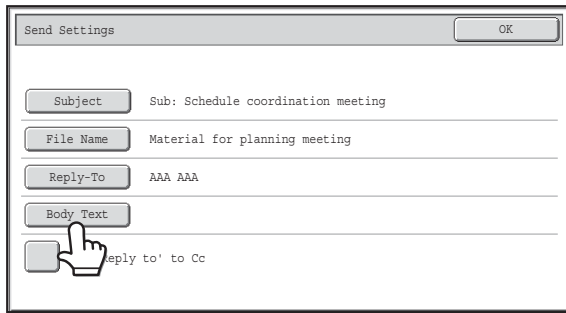 Send Settings
OK
Subject
Sub: Schedule coordination meeting
File Name
Material for planning meeting
Reply-To
AAA AAA
Body Text
to' to Cc